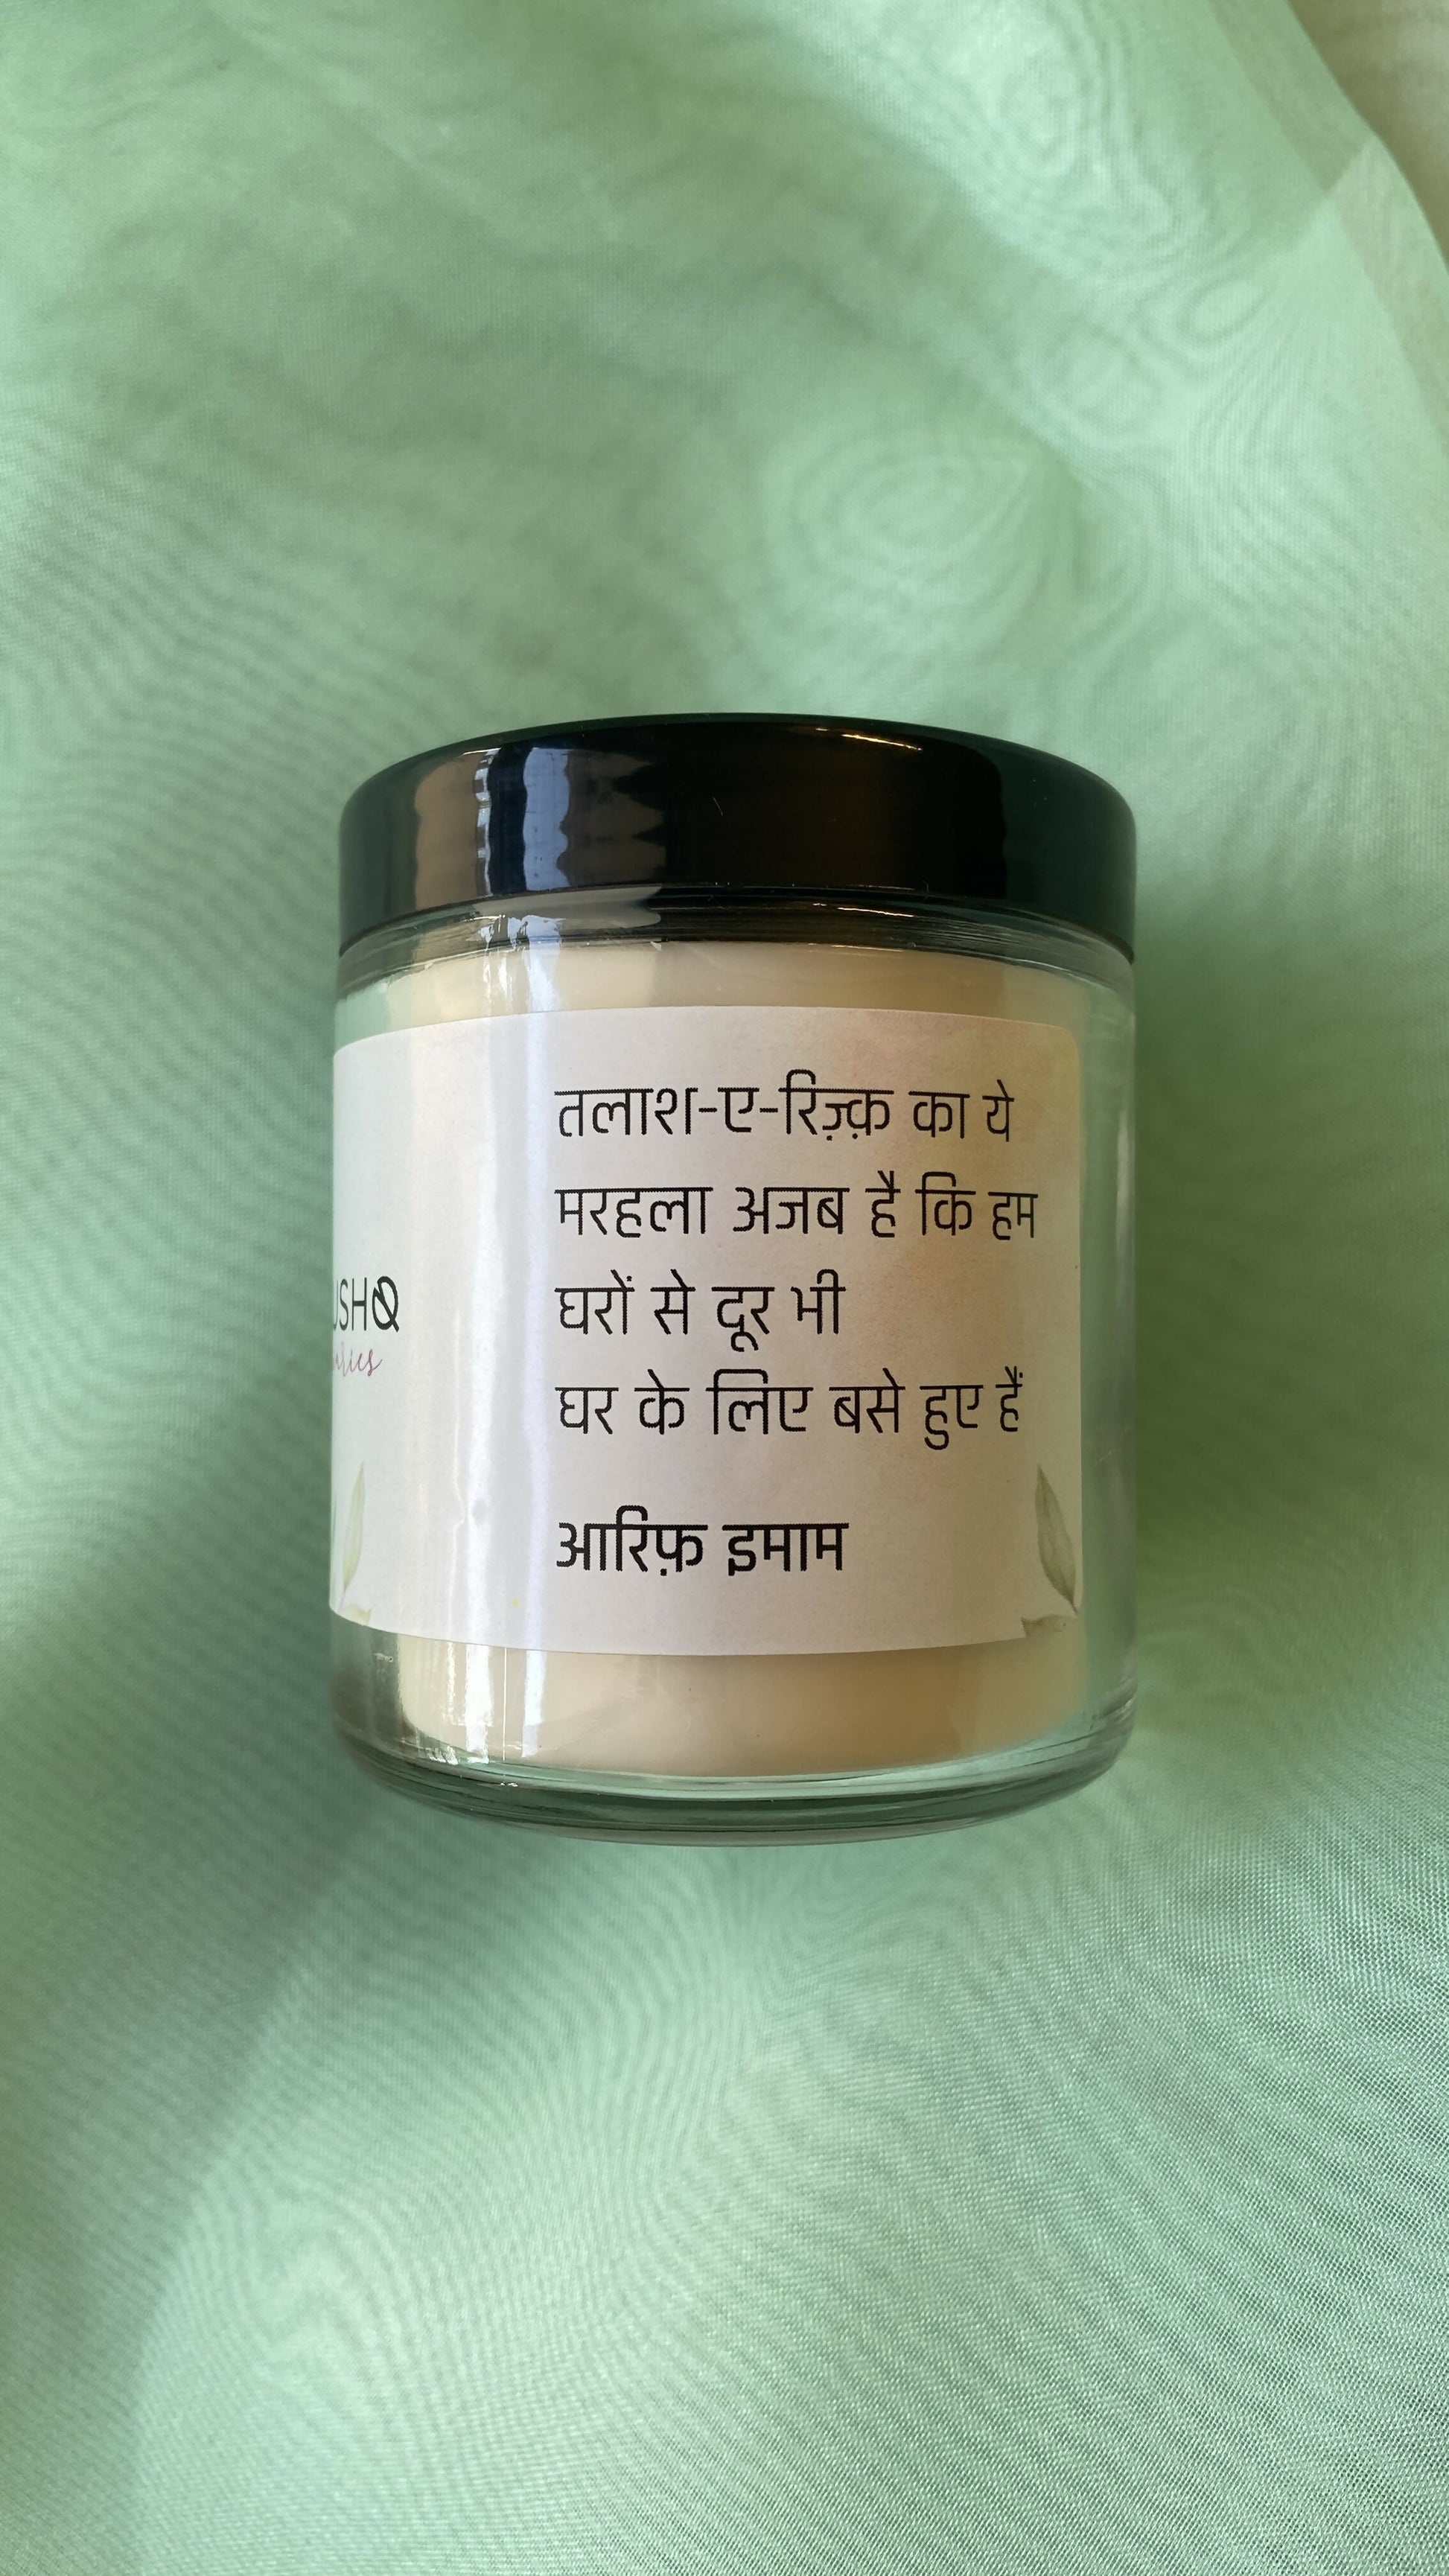 तलाश-ए-रिज़्क़ का ये
मरहला अजब है कि हम
घरों से दूर भी
घर के लिए बसे हुए हैं
आरिफ़ इमाम